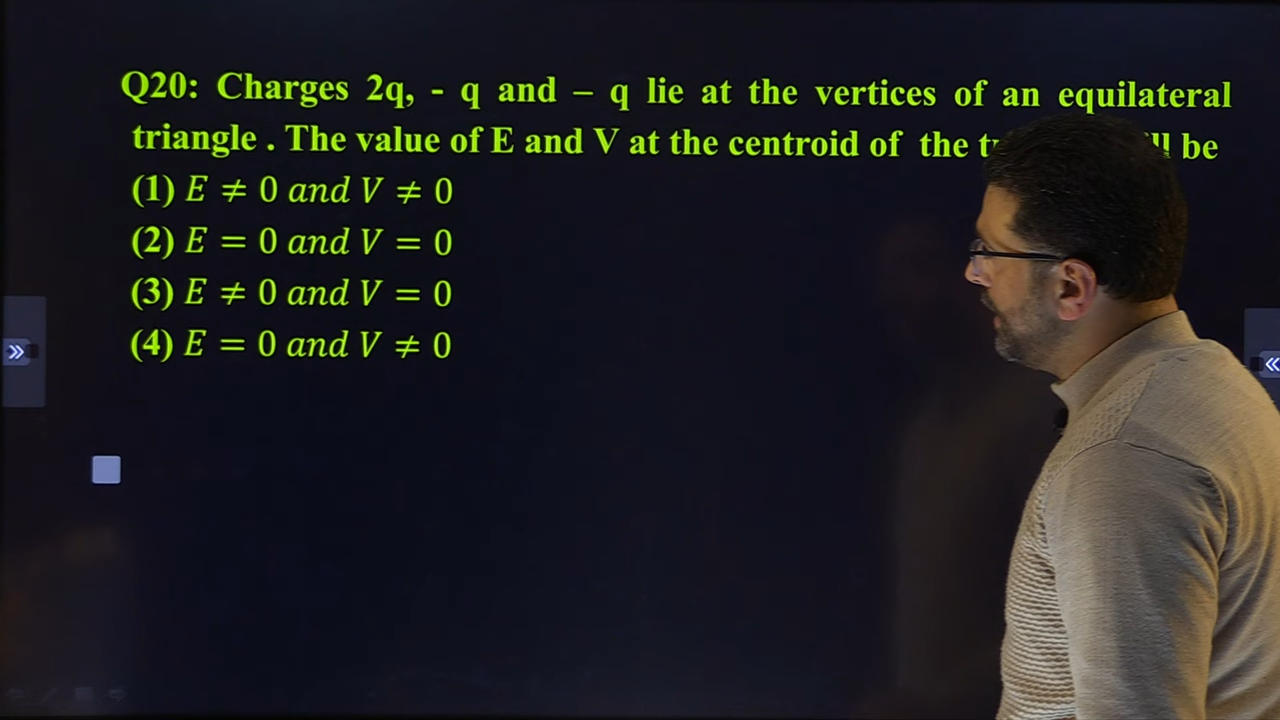 Q20: Charges 2q, - q and – q lie at the vertices of an equilateral
triangle . The value of E and V at the centroid of the be
(1) E ≠ 0 and V ≠ 0
(2) E = 0 and V = 0
(3) E ≠ 0 and V = 0
(4) E = 0 and V ≠ 0